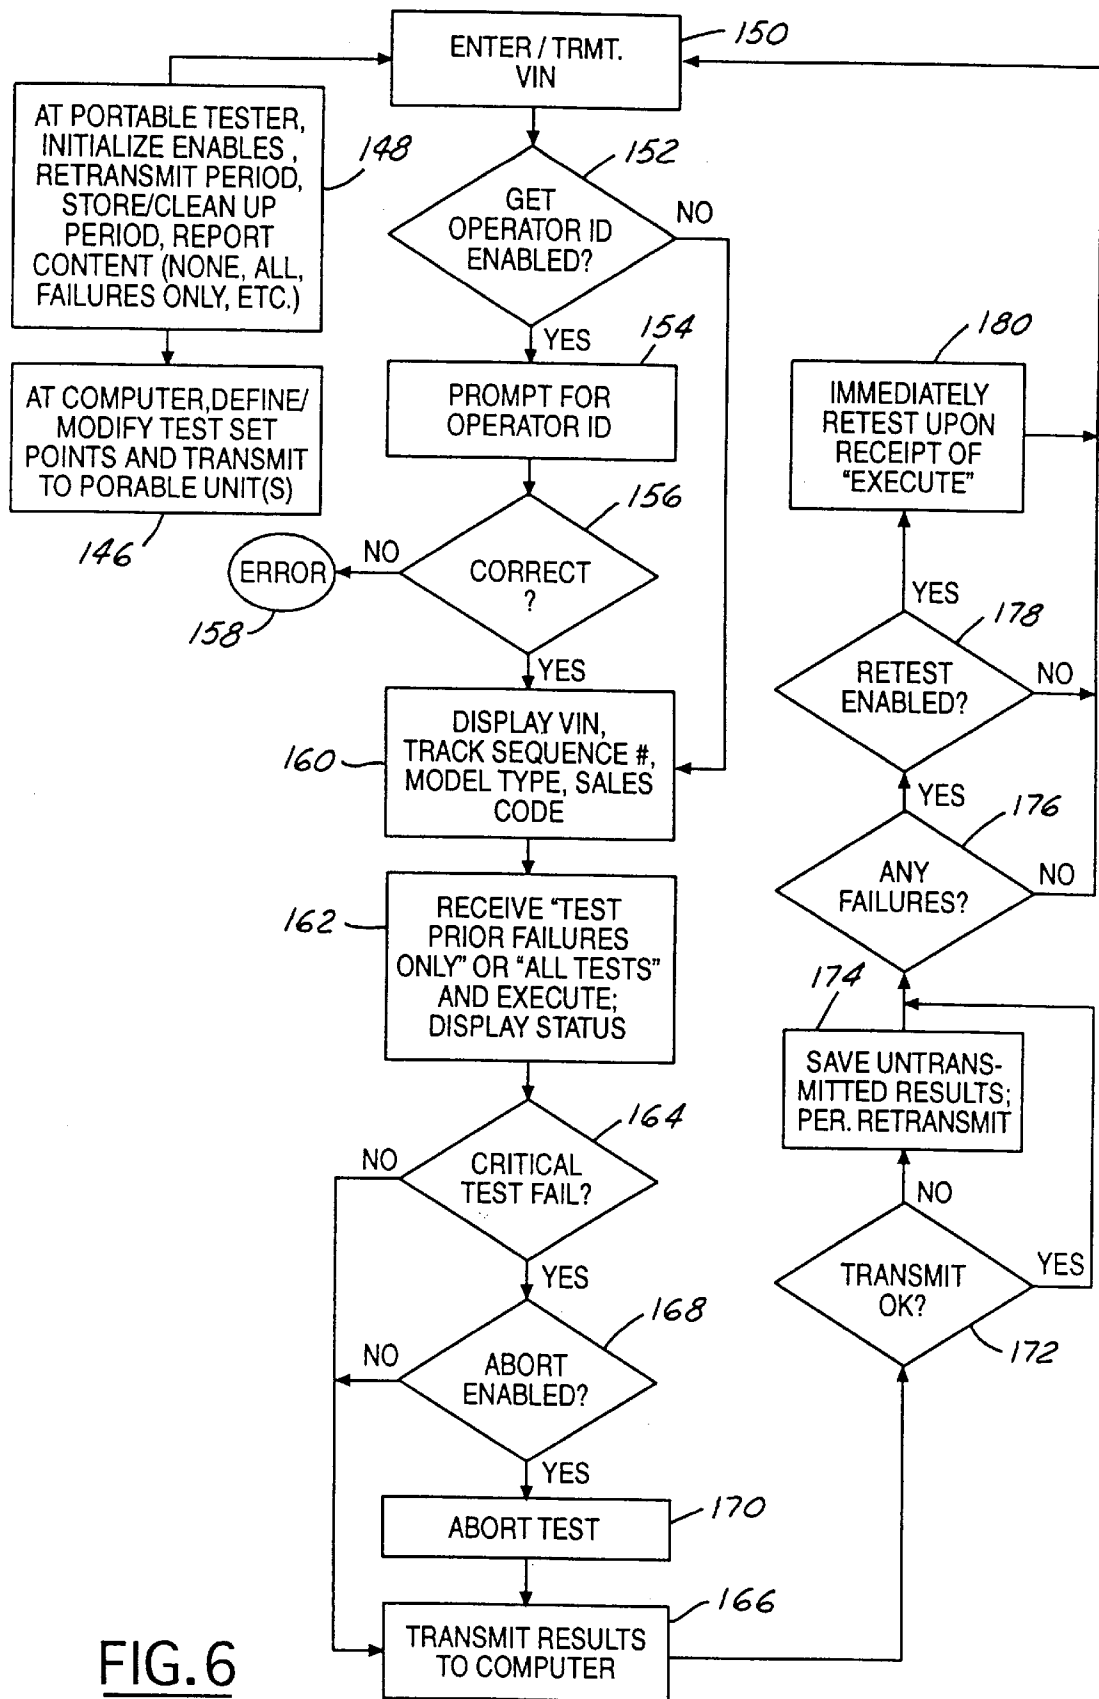 ENTER / TRMT.
VIN
150
AT PORTABLE TESTER,
INITIALIZE ENABLES ,
RETRANSMIT PERIOD,
STORE/CLEAN UP
PERIOD, REPORT
CONTENT (NONE, ALL,
FAILURES ONLY, ETC.)
148
AT COMPUTER,DEFINE/
MODIFY TEST SET
POINTS AND TRANSMIT
TO PORABLE UNIT(S)
146
152
GET
OPERATOR ID
ENABLED?
NO
YES
154
PROMPT FOR
OPERATOR ID
156
CORRECT
?
NO
ERROR
158
YES
160
DISPLAY VIN,
TRACK SEQUENCE #,
MODEL TYPE, SALES
CODE
162
RECEIVE “TEST
PRIOR FAILURES
ONLY” OR “ALL TESTS”
AND EXECUTE;
DISPLAY STATUS
164
NO
CRITICAL
TEST FAIL?
YES
168
NO
ABORT
ENABLED?
YES
170
ABORT TEST
166
TRANSMIT RESULTS
TO COMPUTER
180
IMMEDIATELY
RETEST UPON
RECEIPT OF
“EXECUTE”
YES
178
RETEST
ENABLED?
NO
YES
176
ANY
FAILURES?
NO
174
SAVE UNTRANS-
MITTED RESULTS;
PER. RETRANSMIT
NO
TRANSMIT
OK?
YES
172
FIG.6